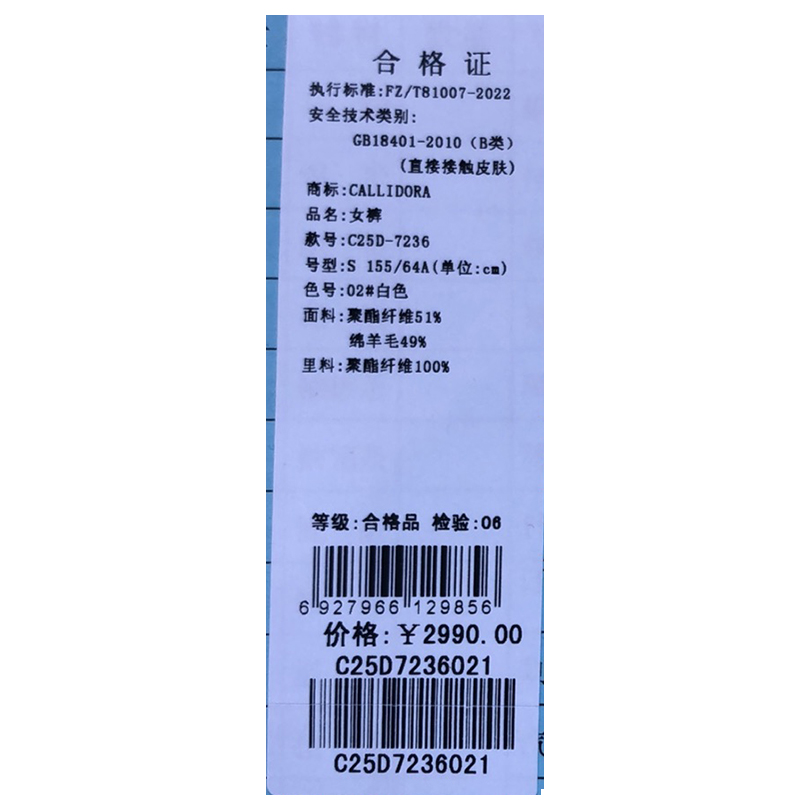 合格证
执行标准:FZ/T81007-2022
安全技术类别:
GB18401-2010（B类）
(直接接触皮肤)
商标:CALLIDORA
品名:女裤
款号:C25D-7236
号型:S 155/64A(单位:cm)
色号:02#白色
面料:聚酯纤维51%
绵羊毛49%
里料:聚酯纤维100%
等级:合格品 检验:06
6 927966 129856
价格:¥2990.00
C25D7236021
C25D7236021